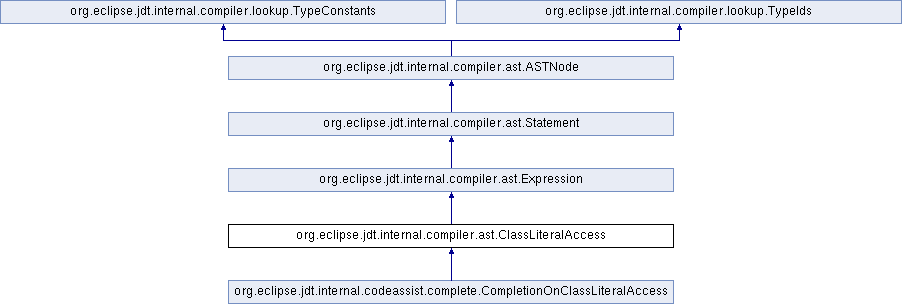 org.eclipse.jdt.internal.compiler.lookup.TypeConstants
org.eclipse.jdt.internal.compiler.lookup.TypeIds
org.eclipse.jdt.internal.compiler.ast.ASTNode
org.eclipse.jdt.internal.compiler.ast.Statement
org.eclipse.jdt.internal.compiler.ast.Expression
org.eclipse.jdt.internal.compiler.ast.ClassLiteralAccess
org.eclipse.jdt.internal.codeassist.complete.CompletionOnClassLiteralAccess